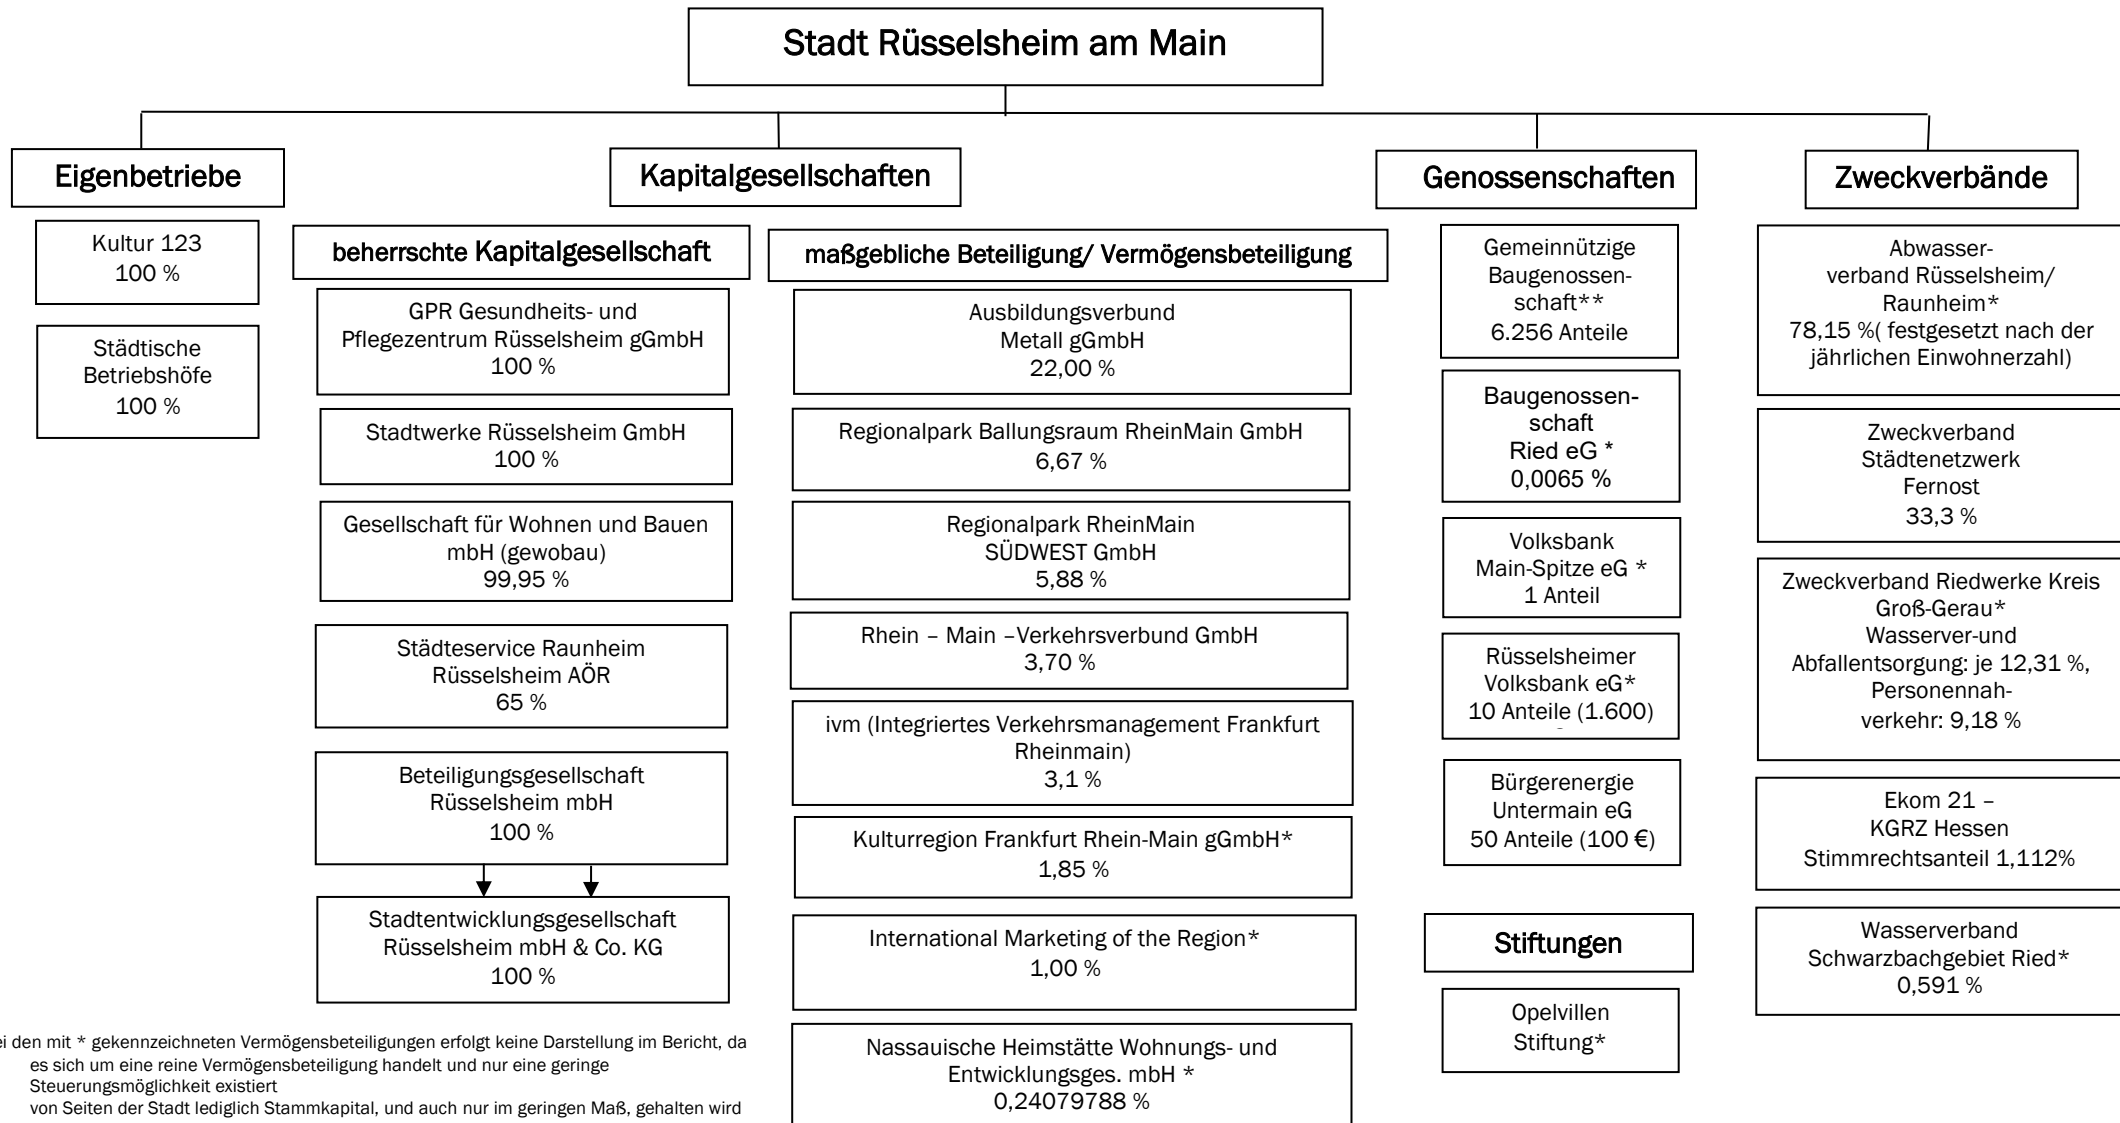 Stadt Rüsselsheim am Main
Eigenbetriebe
Kultur 123
100 %
Städtische
Betriebshöfe
100 %
Kapitalgesellschaften
beherrschte Kapitalgesellschaft
GPR Gesundheits- und
Pflegezentrum Rüsselsheim gGmbH
100 %
Stadtwerke Rüsselsheim GmbH
100 %
Gesellschaft für Wohnen und Bauen
mbH (gewobau)
99,95 %
Städteservice Raunheim
Rüsselsheim AÖR
65 %
Beteiligungsgesellschaft
Rüsselsheim mbH
100 %
Stadtentwicklungsgesellschaft
Rüsselsheim mbH & Co. KG
100 %
maßgebliche Beteiligung/ Vermögensbeteiligung
Ausbildungsverbund
Metall gGmbH
22,00 %
Regionalpark Ballungsraum RheinMain GmbH
6,67 %
Regionalpark RheinMain
SÜDWEST GmbH
5,88 %
Rhein – Main –Verkehrsverbund GmbH
3,70 %
ivm (Integriertes Verkehrsmanagement Frankfurt
Rheinmain)
3,1 %
Kulturregion Frankfurt Rhein-Main gGmbH*
1,85 %
International Marketing of the Region*
1,00 %
Nassauische Heimstätte Wohnungs- und
Entwicklungsges. mbH *
0,24079788 %
Genossenschaften
Gemeinnützige
Baugenossen-
schaft**
6.256 Anteile
Baugenossen-
schaft
Ried eG *
0,0065 %
Volksbank
Main-Spitze eG *
1 Anteil
Rüsselsheimer
Volksbank eG*
10 Anteile (1.600)
Bürgerenergie
Untermain eG
50 Anteile (100 €)
Stiftungen
Opelvillen
Stiftung*
Zweckverbände
Abwasser-
verband Rüsselsheim/
Raunheim*
78,15 %( festgesetzt nach der
jährlichen Einwohnerzahl)
Zweckverband
Städtenetzwerk
Fernost
33,3 %
Zweckverband Riedwerke Kreis
Groß-Gerau*
Wasserver-und
Abfallentsorgung: je 12,31 %,
Personennah-
verkehr: 9,18 %
Ekom 21 –
KGRZ Hessen
Stimmrechtsanteil 1,112%
Wasserverband
Schwarzbachgebiet Ried*
0,591 %
ei den mit * gekennzeichneten Vermögensbeteiligungen erfolgt keine Darstellung im Bericht, da
es sich um eine reine Vermögensbeteiligung handelt und nur eine geringe
Steuerungsmöglichkeit existiert
von Seiten der Stadt lediglich Stammkapital, und auch nur im geringen Maß, gehalten wird